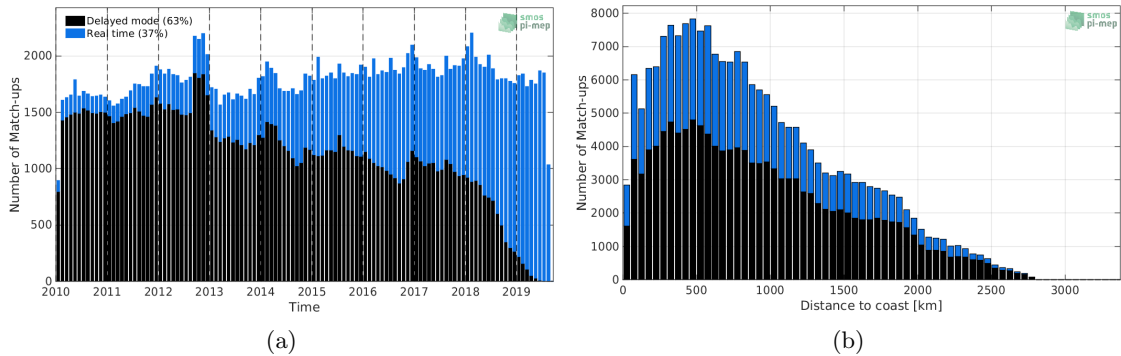 Delayed mode (63%)
Real time (37%)
smos
pi-mep
Number of Match-ups
2000
1500
1000
500
0
2010 2011 2012 2013 2014 2015 2016 2017 2018 2019
Time
(a)
smos
pi-mep
Number of Match-ups
8000
7000
6000
5000
4000
3000
2000
1000
0
0 500 1000 1500 2000 2500 3000
Distance to coast [km]
(b)